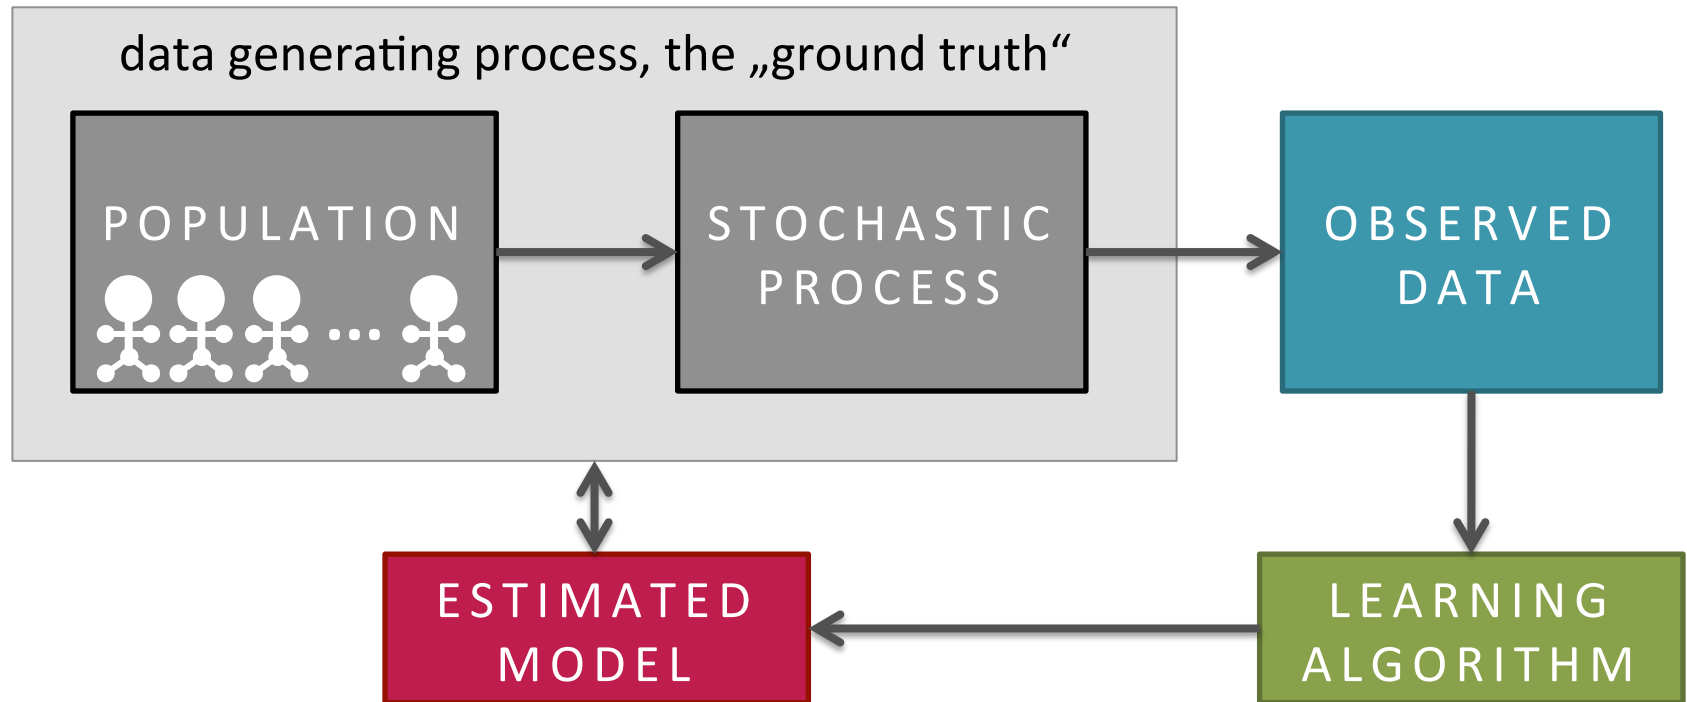 data generating process, the „ground truth“
POPULATION
...
STOCHASTIC
PROCESS
OBSERVED
DATA
ESTIMATED
MODEL
LEARNING
ALGORITHM